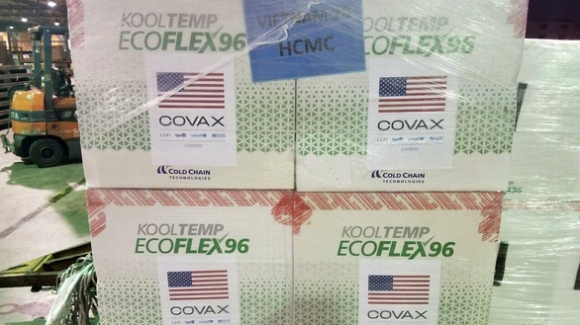 VIETNAM
HCMC
KOOLTEMP
ECOFLEX96
COVAX
COLD CHAIN
TECHNOLOGIES
KOOLTEMP
ECOFLEX96
COVAX
COLD CHAIN
TECHNOLOGIES
KOOLTEMP
ECOFLEX96
COVAX
KOOLTEMP
ECOFLEX96
COVAX